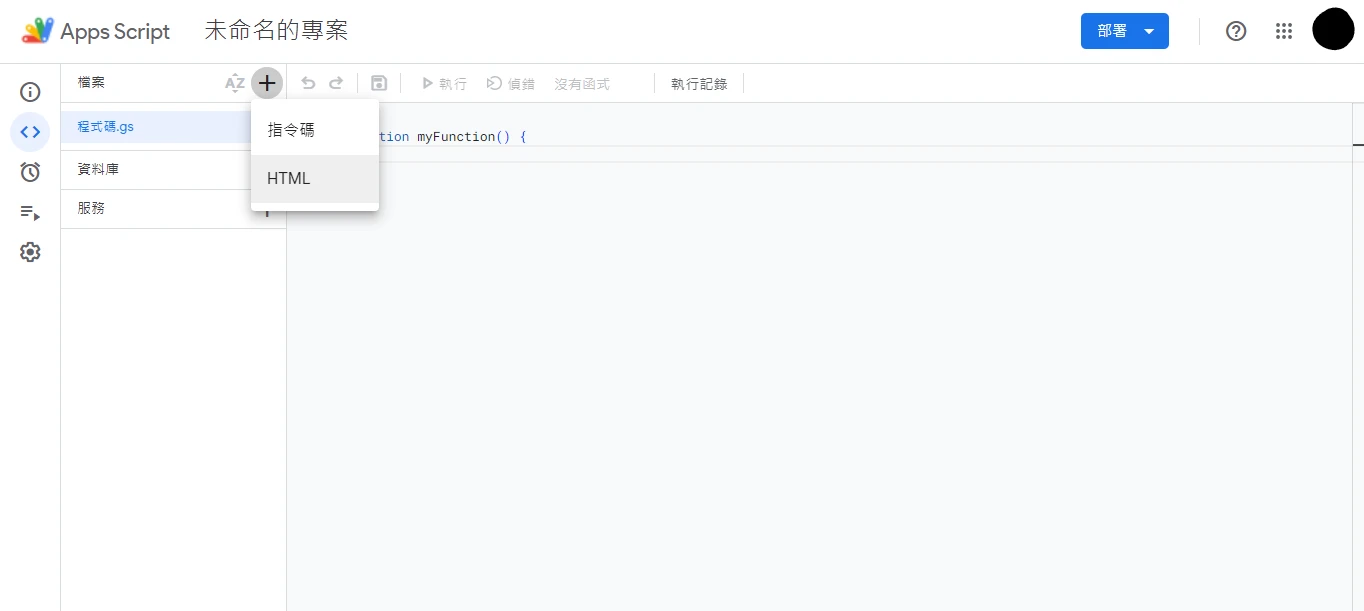 Apps Script 未命名的專案 部署
檔案 AZ 執行 偵錯 沒有函式 執行記錄
指令碼
程式碼.gs
tion myFunction() {
資料庫
HTML
服務